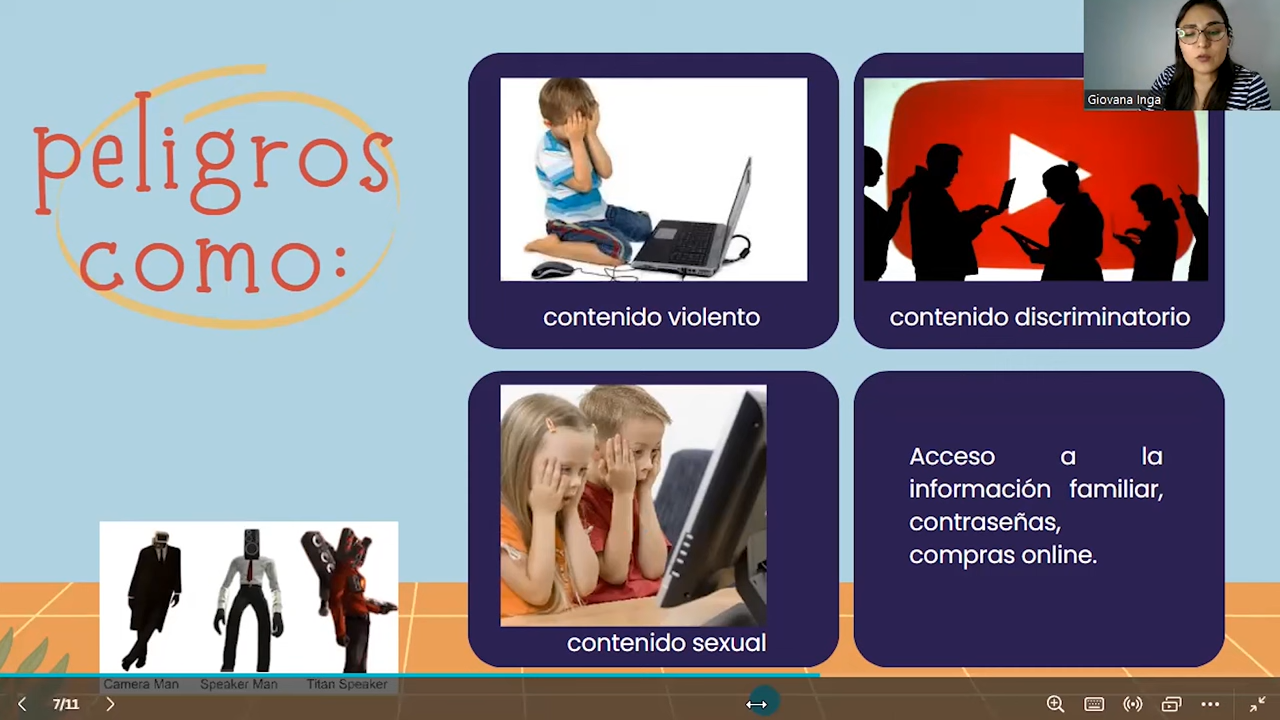 peligros
como:
contenido violento
contenido discriminatorio
contenido sexual
Acceso a la
información familiar,
contraseñas,
compras online.
Camera Man Speaker Man Titan Speaker
Giovana Inga
7/11